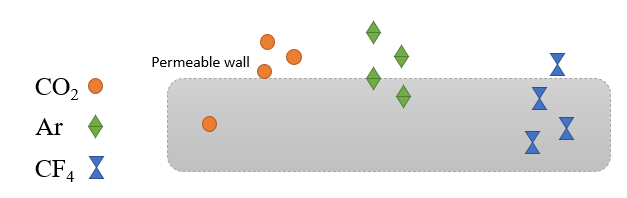 Permeable wall
CO₂
Ar
CF₄